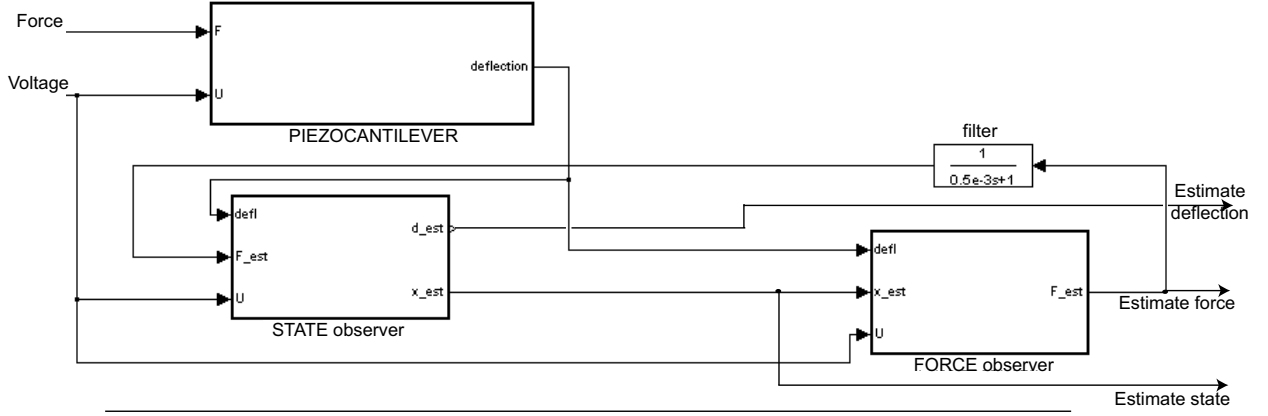 Force
F
Voltage
U
deflection
PIEZOCANTILEVER
filter
1
0.5e-3s+1
Estimate
deflection
defl
F_est
U
d_est
x_est
STATE observer
defl
x_est
U
F_est
FORCE observer
Estimate force
Estimate state